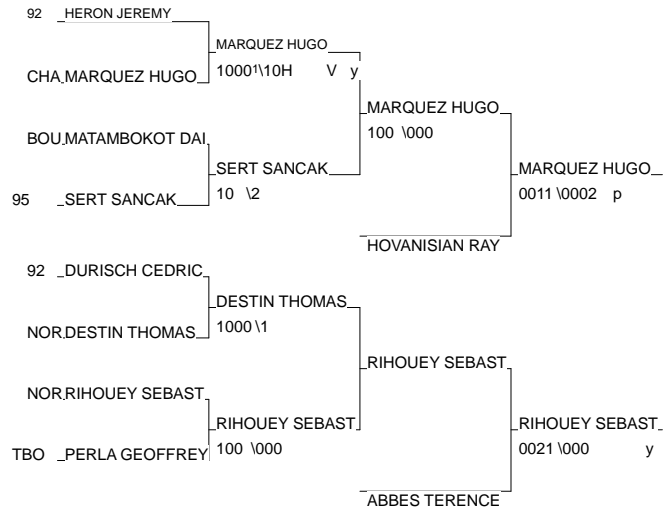 92 HERON JEREMY
MARQUEZ HUGO
1000¹\10H V y
CHA MARQUEZ HUGO
MARQUEZ HUGO
100 \000
BOU MATAMBOKOT DAI
SERT SANCAK
10 \2
MARQUEZ HUGO
0011 \0002 p
95 SERT SANCAK
HOVANISIAN RAY
92 DURISCH CEDRIC
DESTIN THOMAS
1000 \1
NOR DESTIN THOMAS
RIHOUEY SEBAST
NOR RIHOUEY SEBAST
RIHOUEY SEBAST
100 \000
RIHOUEY SEBAST
0021 \000 y
TBO PERLA GEOFFREY
ABBES TERENCE